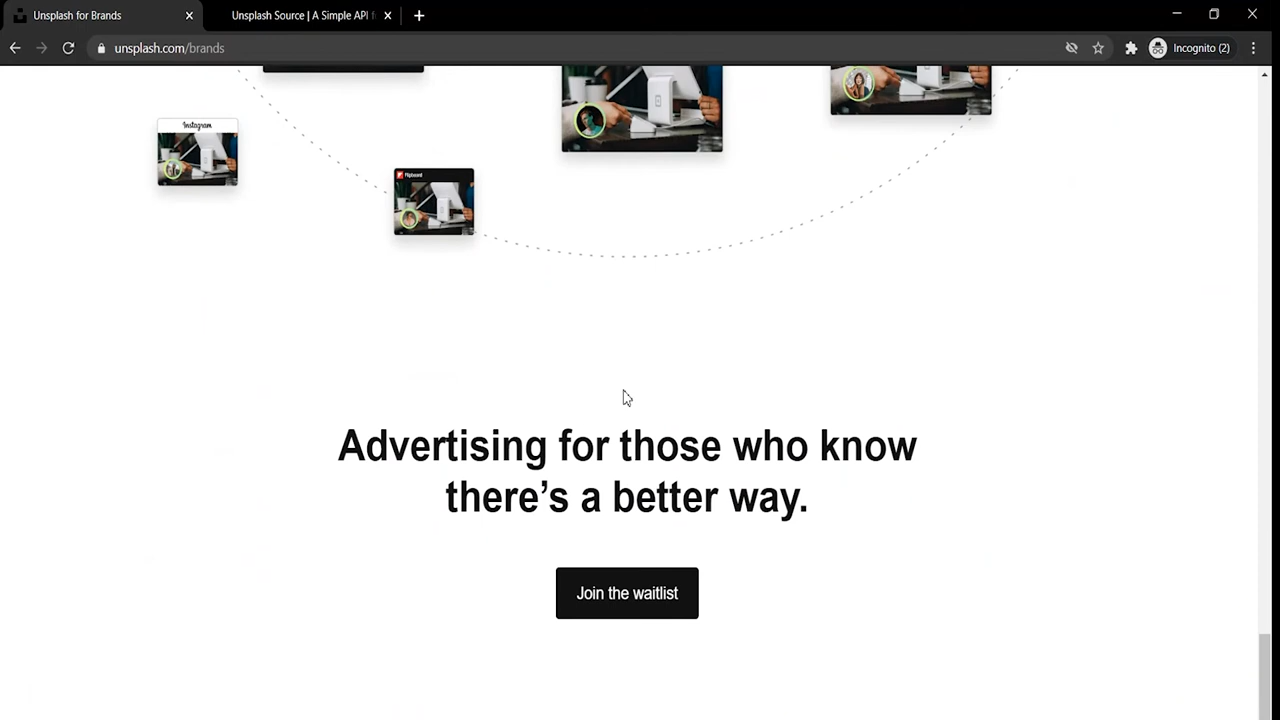 Unsplash for Brands
Unsplash Source | A Simple API f
unsplash.com/brands
Incognito (2)
Instagram
Flipboard
Advertising for those who know
there's a better way.
Join the waitlist